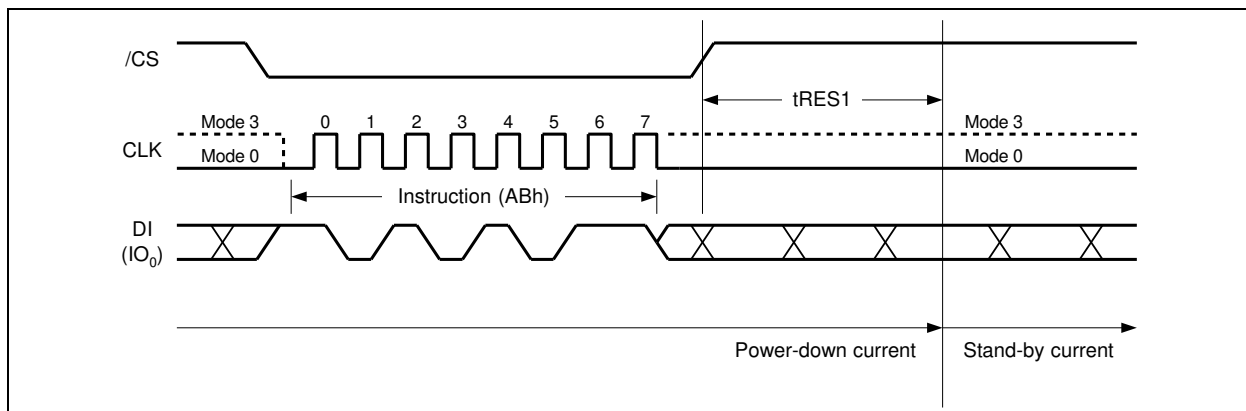 /CS
tRES1
Mode 3 0 1 2 3 4 5 6 7 Mode 3
CLK
Mode 0 Mode 0
Instruction (ABh)
DI
(IO₀)
Power-down current Stand-by current